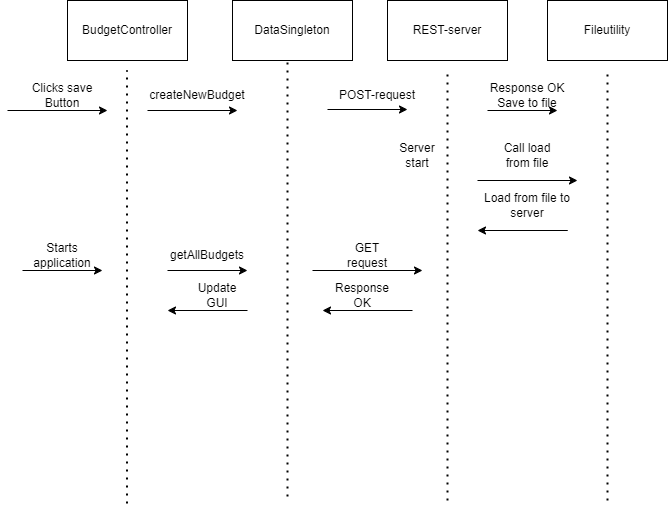 BudgetController
DataSingleton
REST-server
Fileutility
Clicks save
Button
createNewBudget
POST-request
Response OK
Save to file
Server
start
Call load
from file
Load from file to
server
Starts
application
getAllBudgets
GET
request
Update
GUI
Response
OK